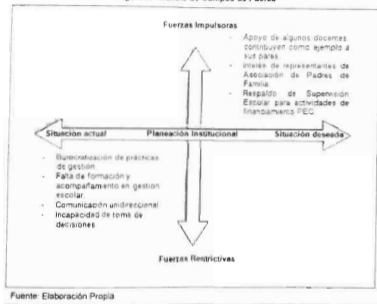 Fuerzas Impulsoras
- Apoyo de algunos docentes
contribuyen como ejemplo a
sus pares.
- Interés de representantes de
Asociación de Padres de
Familia.
- Respaldo de Supervisión
Escolar para actividades de
financiamiento PEC
Situación actual Planeación Institucional Situación deseada
- Burocratización de prácticas
de gestión
- Falta de formación y
acompañamiento en gestión
escolar.
- Comunicación unidireccional
- Incapacidad de toma de
decisiones
Fuerzas Restrictivas
Fuente: Elaboración Propia